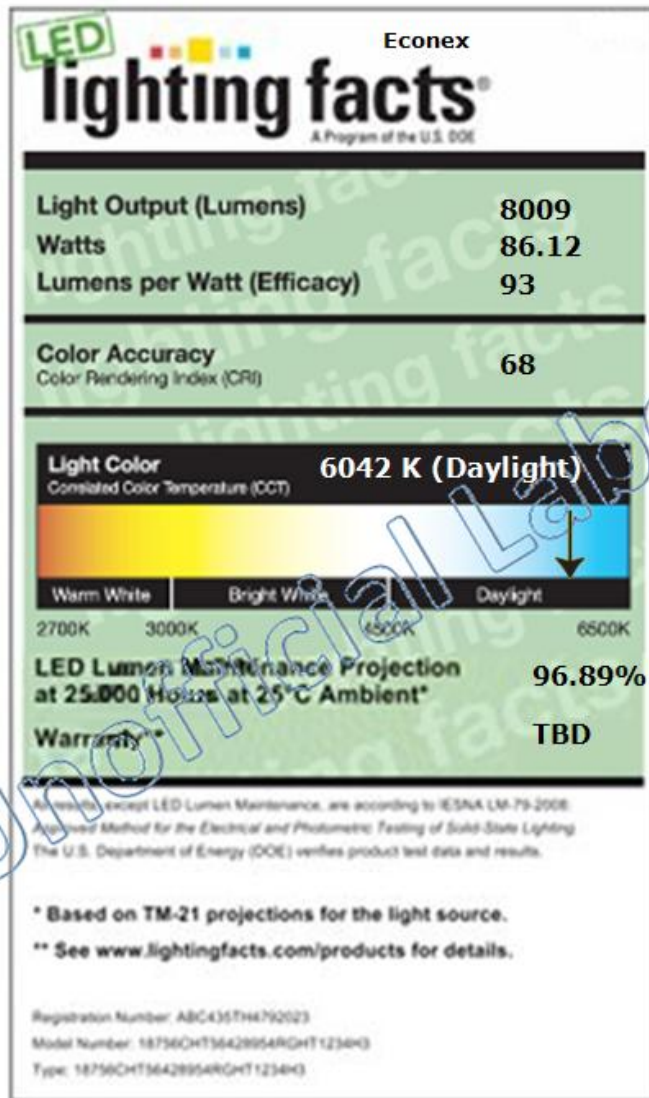 LED
Econex
lighting facts®
A Program of the U.S. DOE
Light Output (Lumens) 8009
Watts 86.12
Lumens per Watt (Efficacy) 93
Color Accuracy
Color Rendering Index (CRI) 68
Light Color
Correlated Color Temperature (CCT) 6042 K (Daylight)
Warm White Bright White Daylight
2700K 3000K 4500K 6500K
LED Lumen Maintenance Projection
at 25,000 Hours at 25°C Ambient* 96.89%
Warranty** TBD
All results, except LED Lumen Maintenance, are according to IESNA LM-79-2008:
Approved Method for the Electrical and Photometric Testing of Solid-State Lighting.
The U.S. Department of Energy (DOE) verifies product test data and results.
* Based on TM-21 projections for the light source.
** See www.lightingfacts.com/products for details.
Registration Number: ABC435TH4792023
Model Number: 18756CHT56428954RGHT1234H3
Type: 18756CHT56428954RGHT1234H3
Unofficial Label